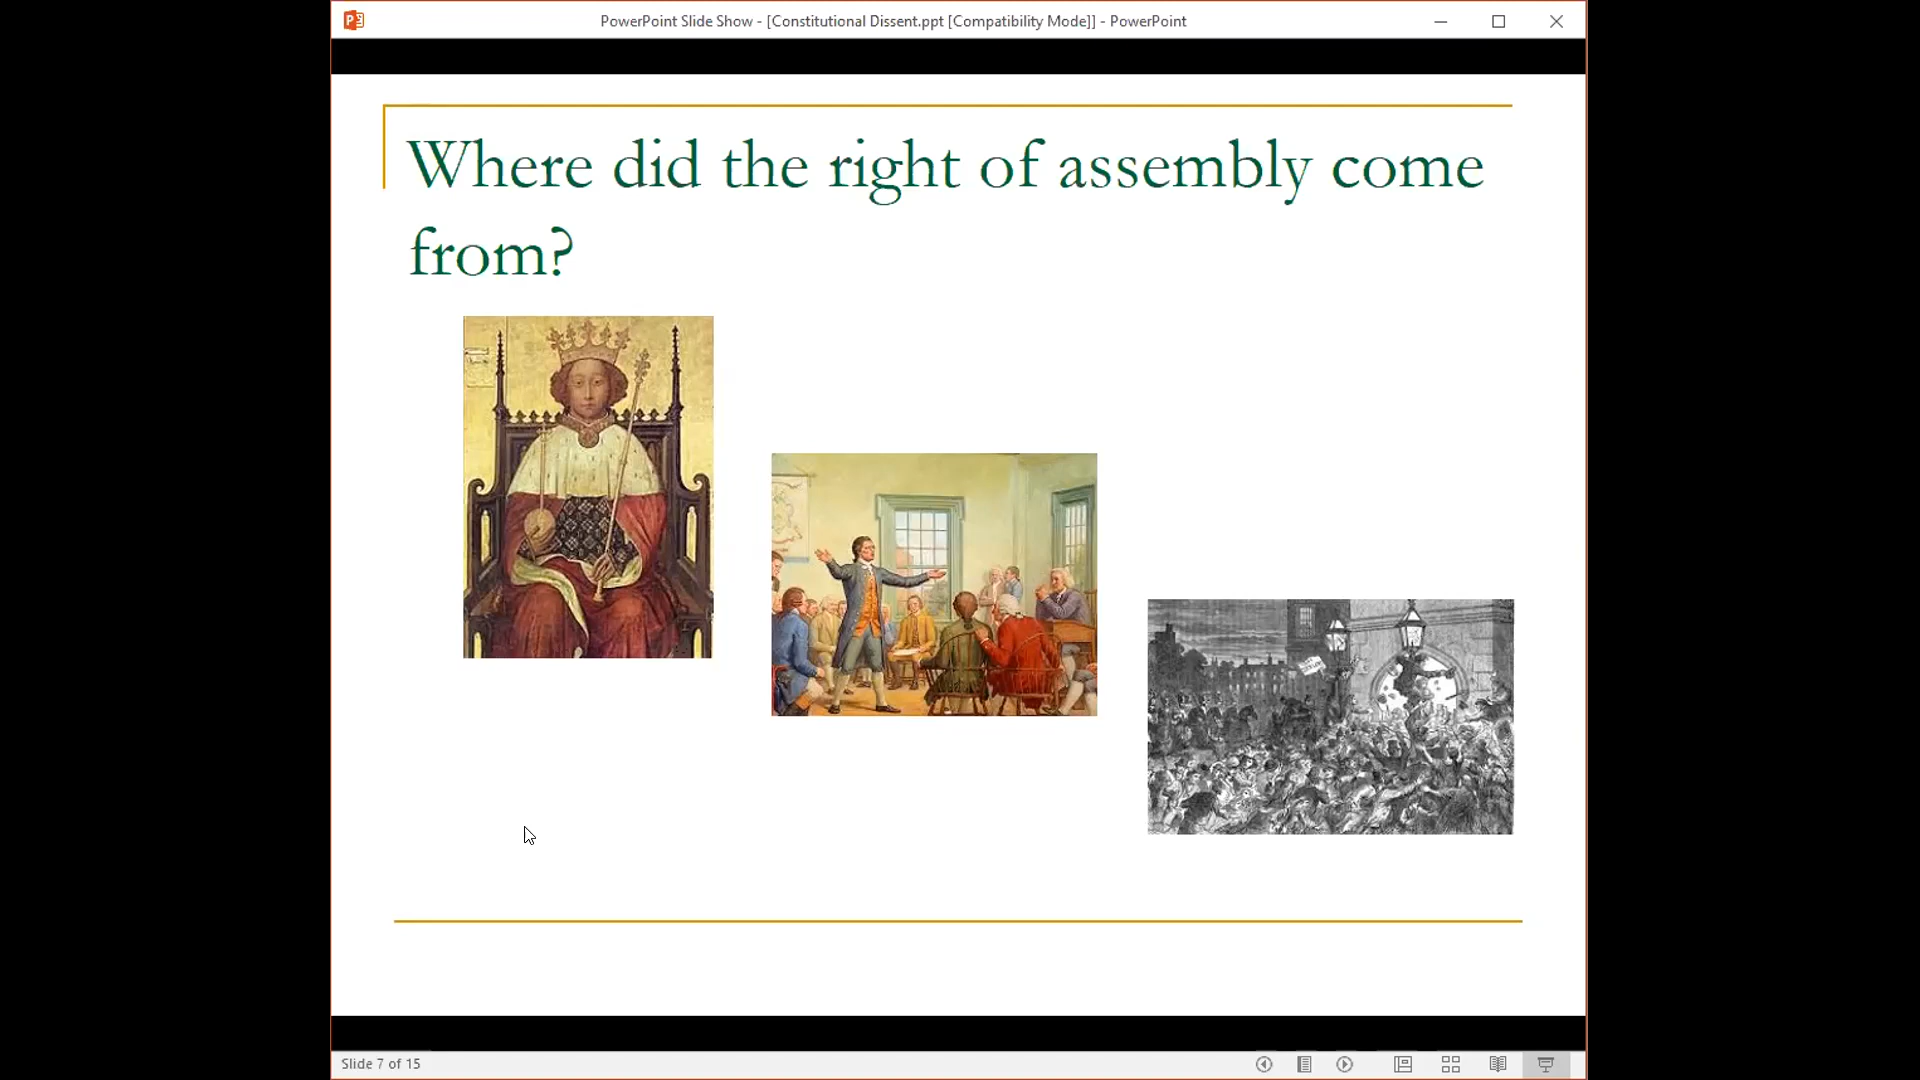 PowerPoint Slide Show - [Constitutional Dissent.ppt [Compatibility Mode]] - PowerPoint
Where did the right of assembly come
from?
Slide 7 of 15